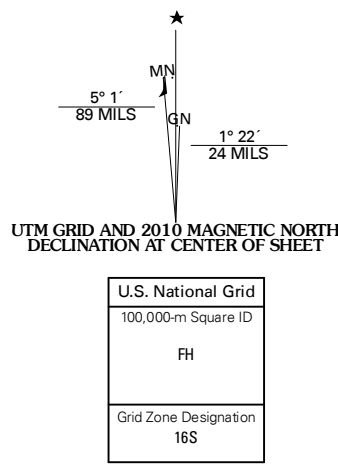 MN
5° 1´
89 MILS
GN
1° 22´
24 MILS
UTM GRID AND 2010 MAGNETIC NORTH
DECLINATION AT CENTER OF SHEET
U.S. National Grid
100,000-m Square ID
FH
Grid Zone Designation
16S